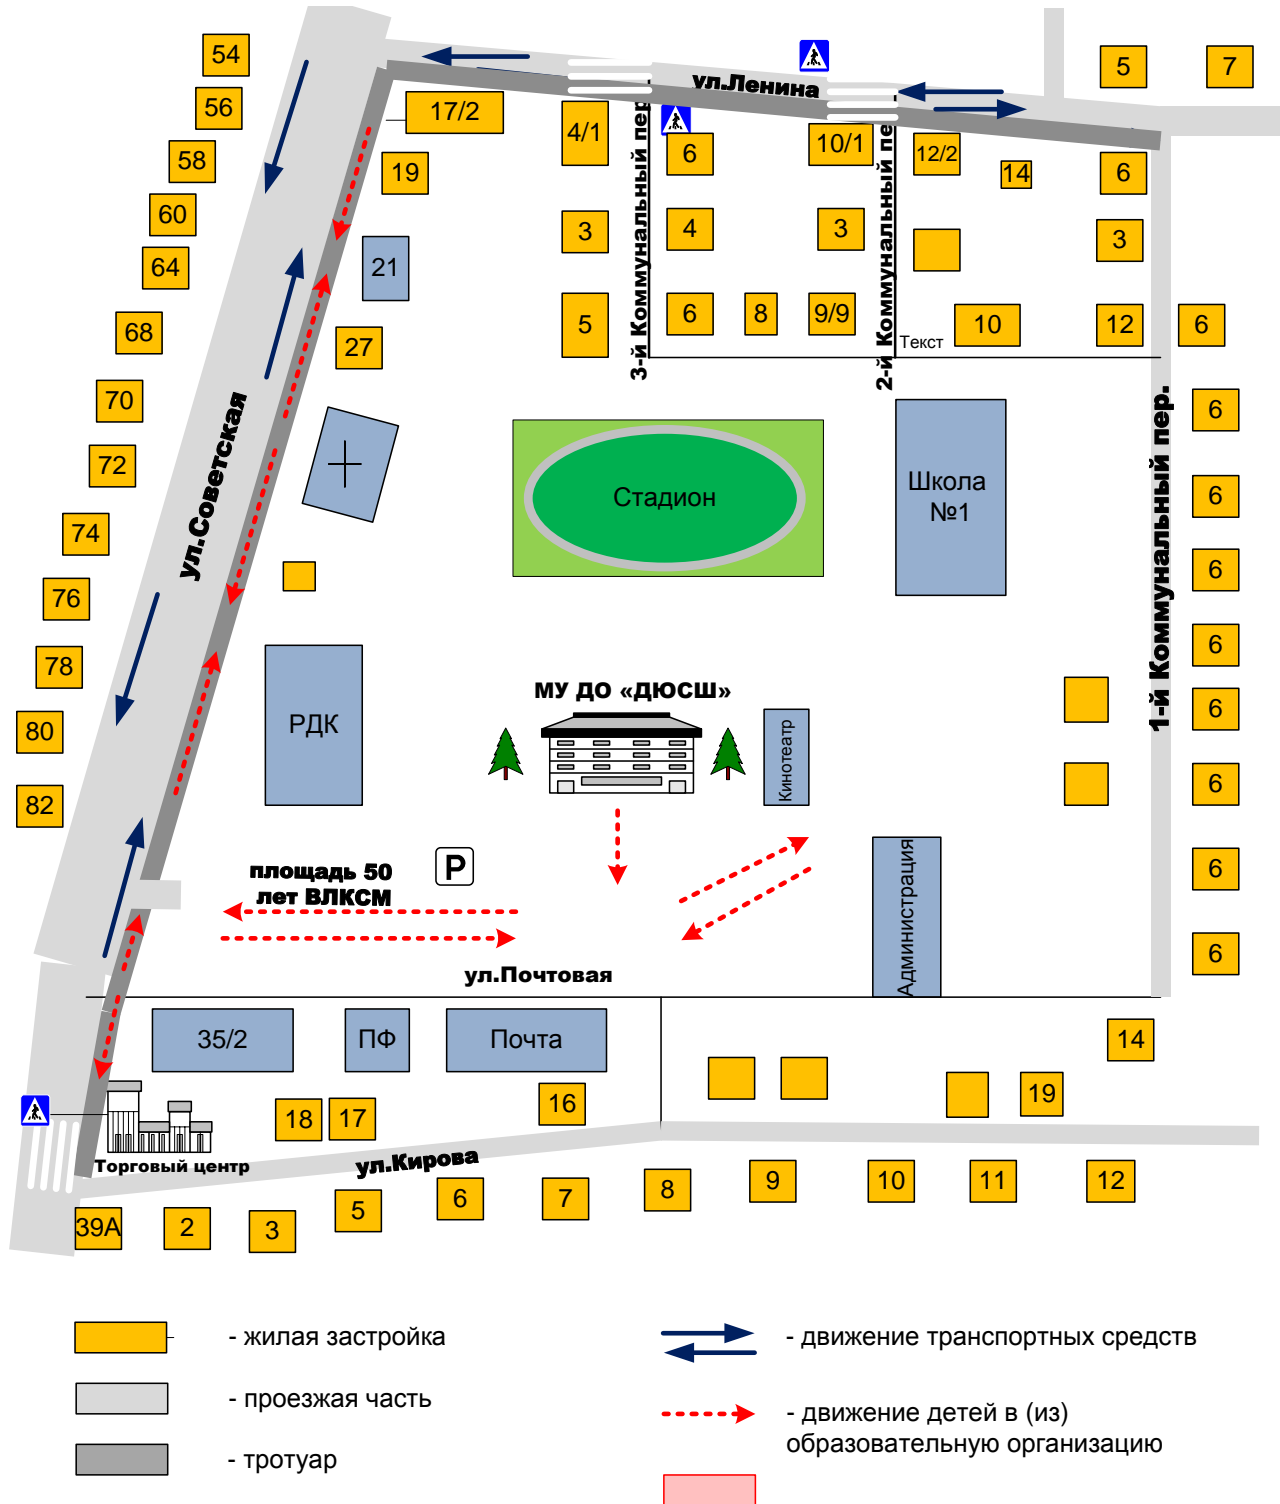 54
56
58
60
64
68
70
72
74
76
78
80
82
ул.Советская
17/2
19
21
27
ул.Ленина
5
7
4/1
3
5
3-й Коммунальный пер
6
4
6
8
10/1
3
9/9
2-й Коммунальный пе
12/2
14
6
3
10
12
6
Текст
Стадион
Школа
№1
1-й Коммунальный пер.
6
6
6
6
6
6
6
6
РДК
МУ ДО «ДЮСШ»
Кинотеатр
Администрация
площадь 50
лет ВЛКСМ
P
ул.Почтовая
35/2
ПФ
Почта
14
18
17
16
19
Торговый центр
ул.Кирова
39А
2
3
5
6
7
8
9
10
11
12
- жилая застройка
- проезжая часть
- тротуар
- движение транспортных средств
- движение детей в (из)
образовательную организацию